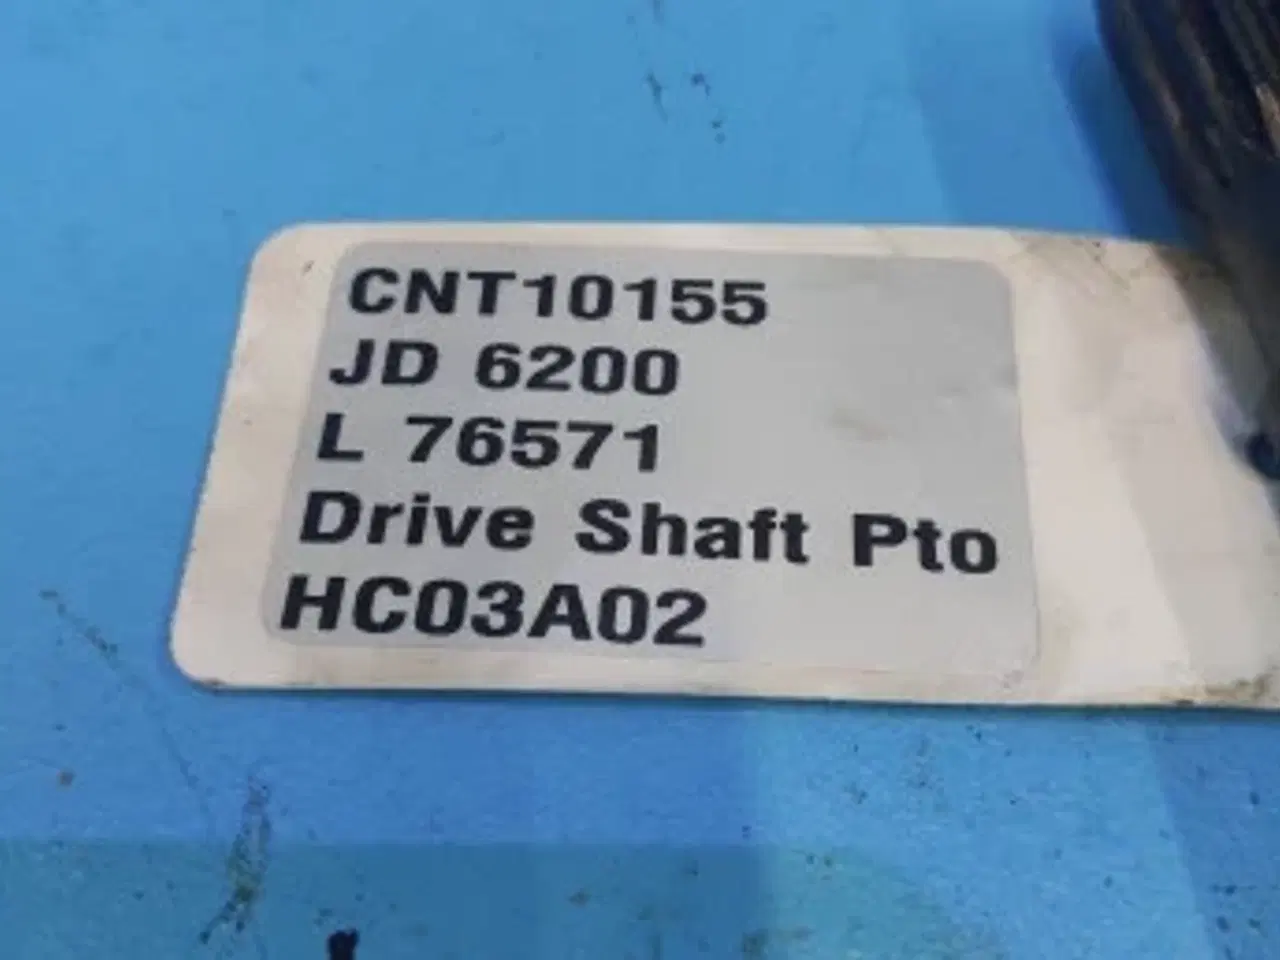 CNT10155
JD 6200
L 76571
Drive Shaft Pto
HC03A02